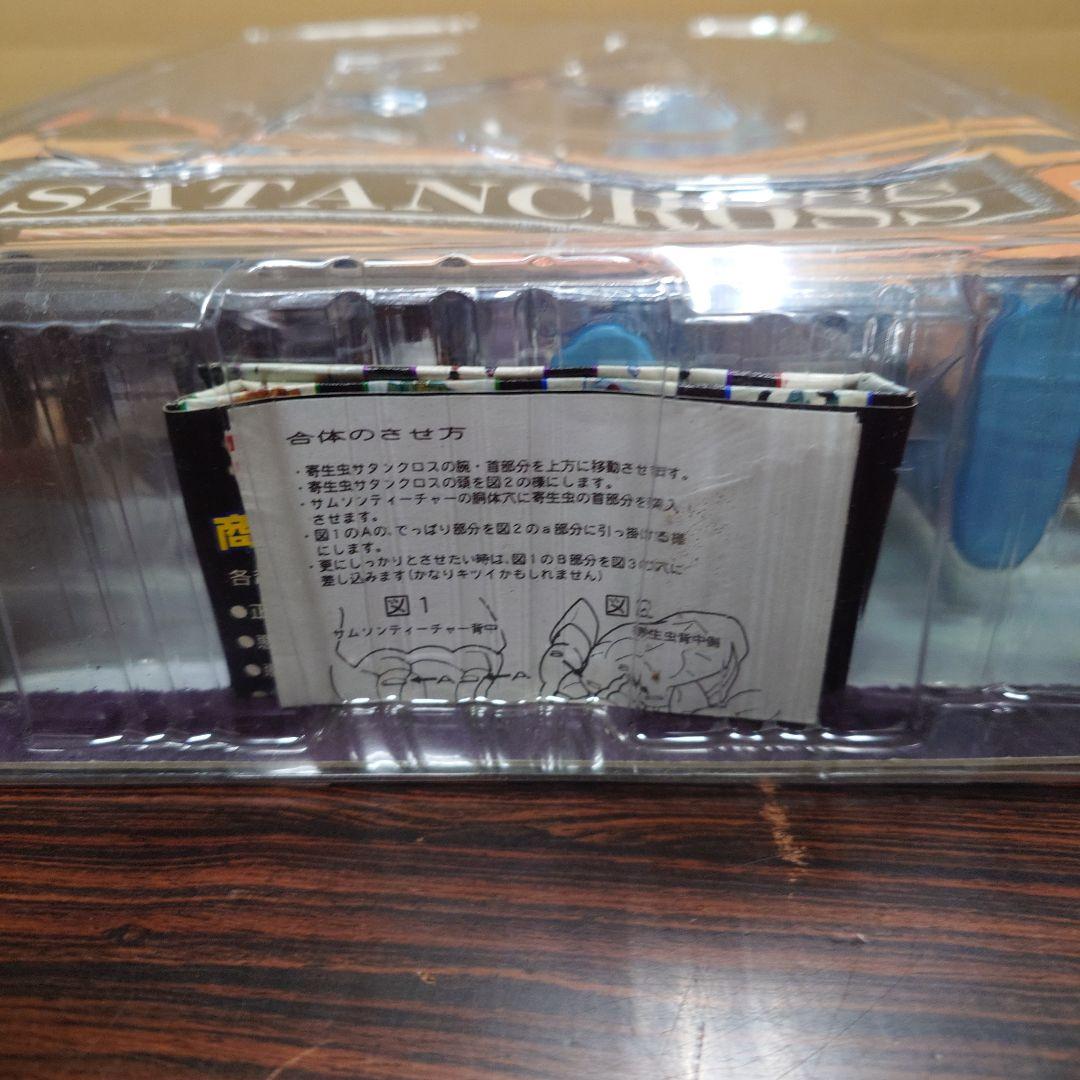 SATANCROSS
合体のさせ方
・寄生虫サタンクロスの腕・首部分を上方に移動させます。
・寄生虫サタンクロスの頭を図2の様にします。
・サムソンティーチャーの胴体穴に寄生虫の首部分を挿入
させます。
・図1のAの、でっぱり部分を図2のa部分に引っ掛ける様
にします。
・更にしっかりとさせたい時は、図1のB部分を図3の穴に
差し込みます(かなりキツイかもしれません)
図1
図2
サムソンティーチャー背中
寄生虫背中側
商
各
●正